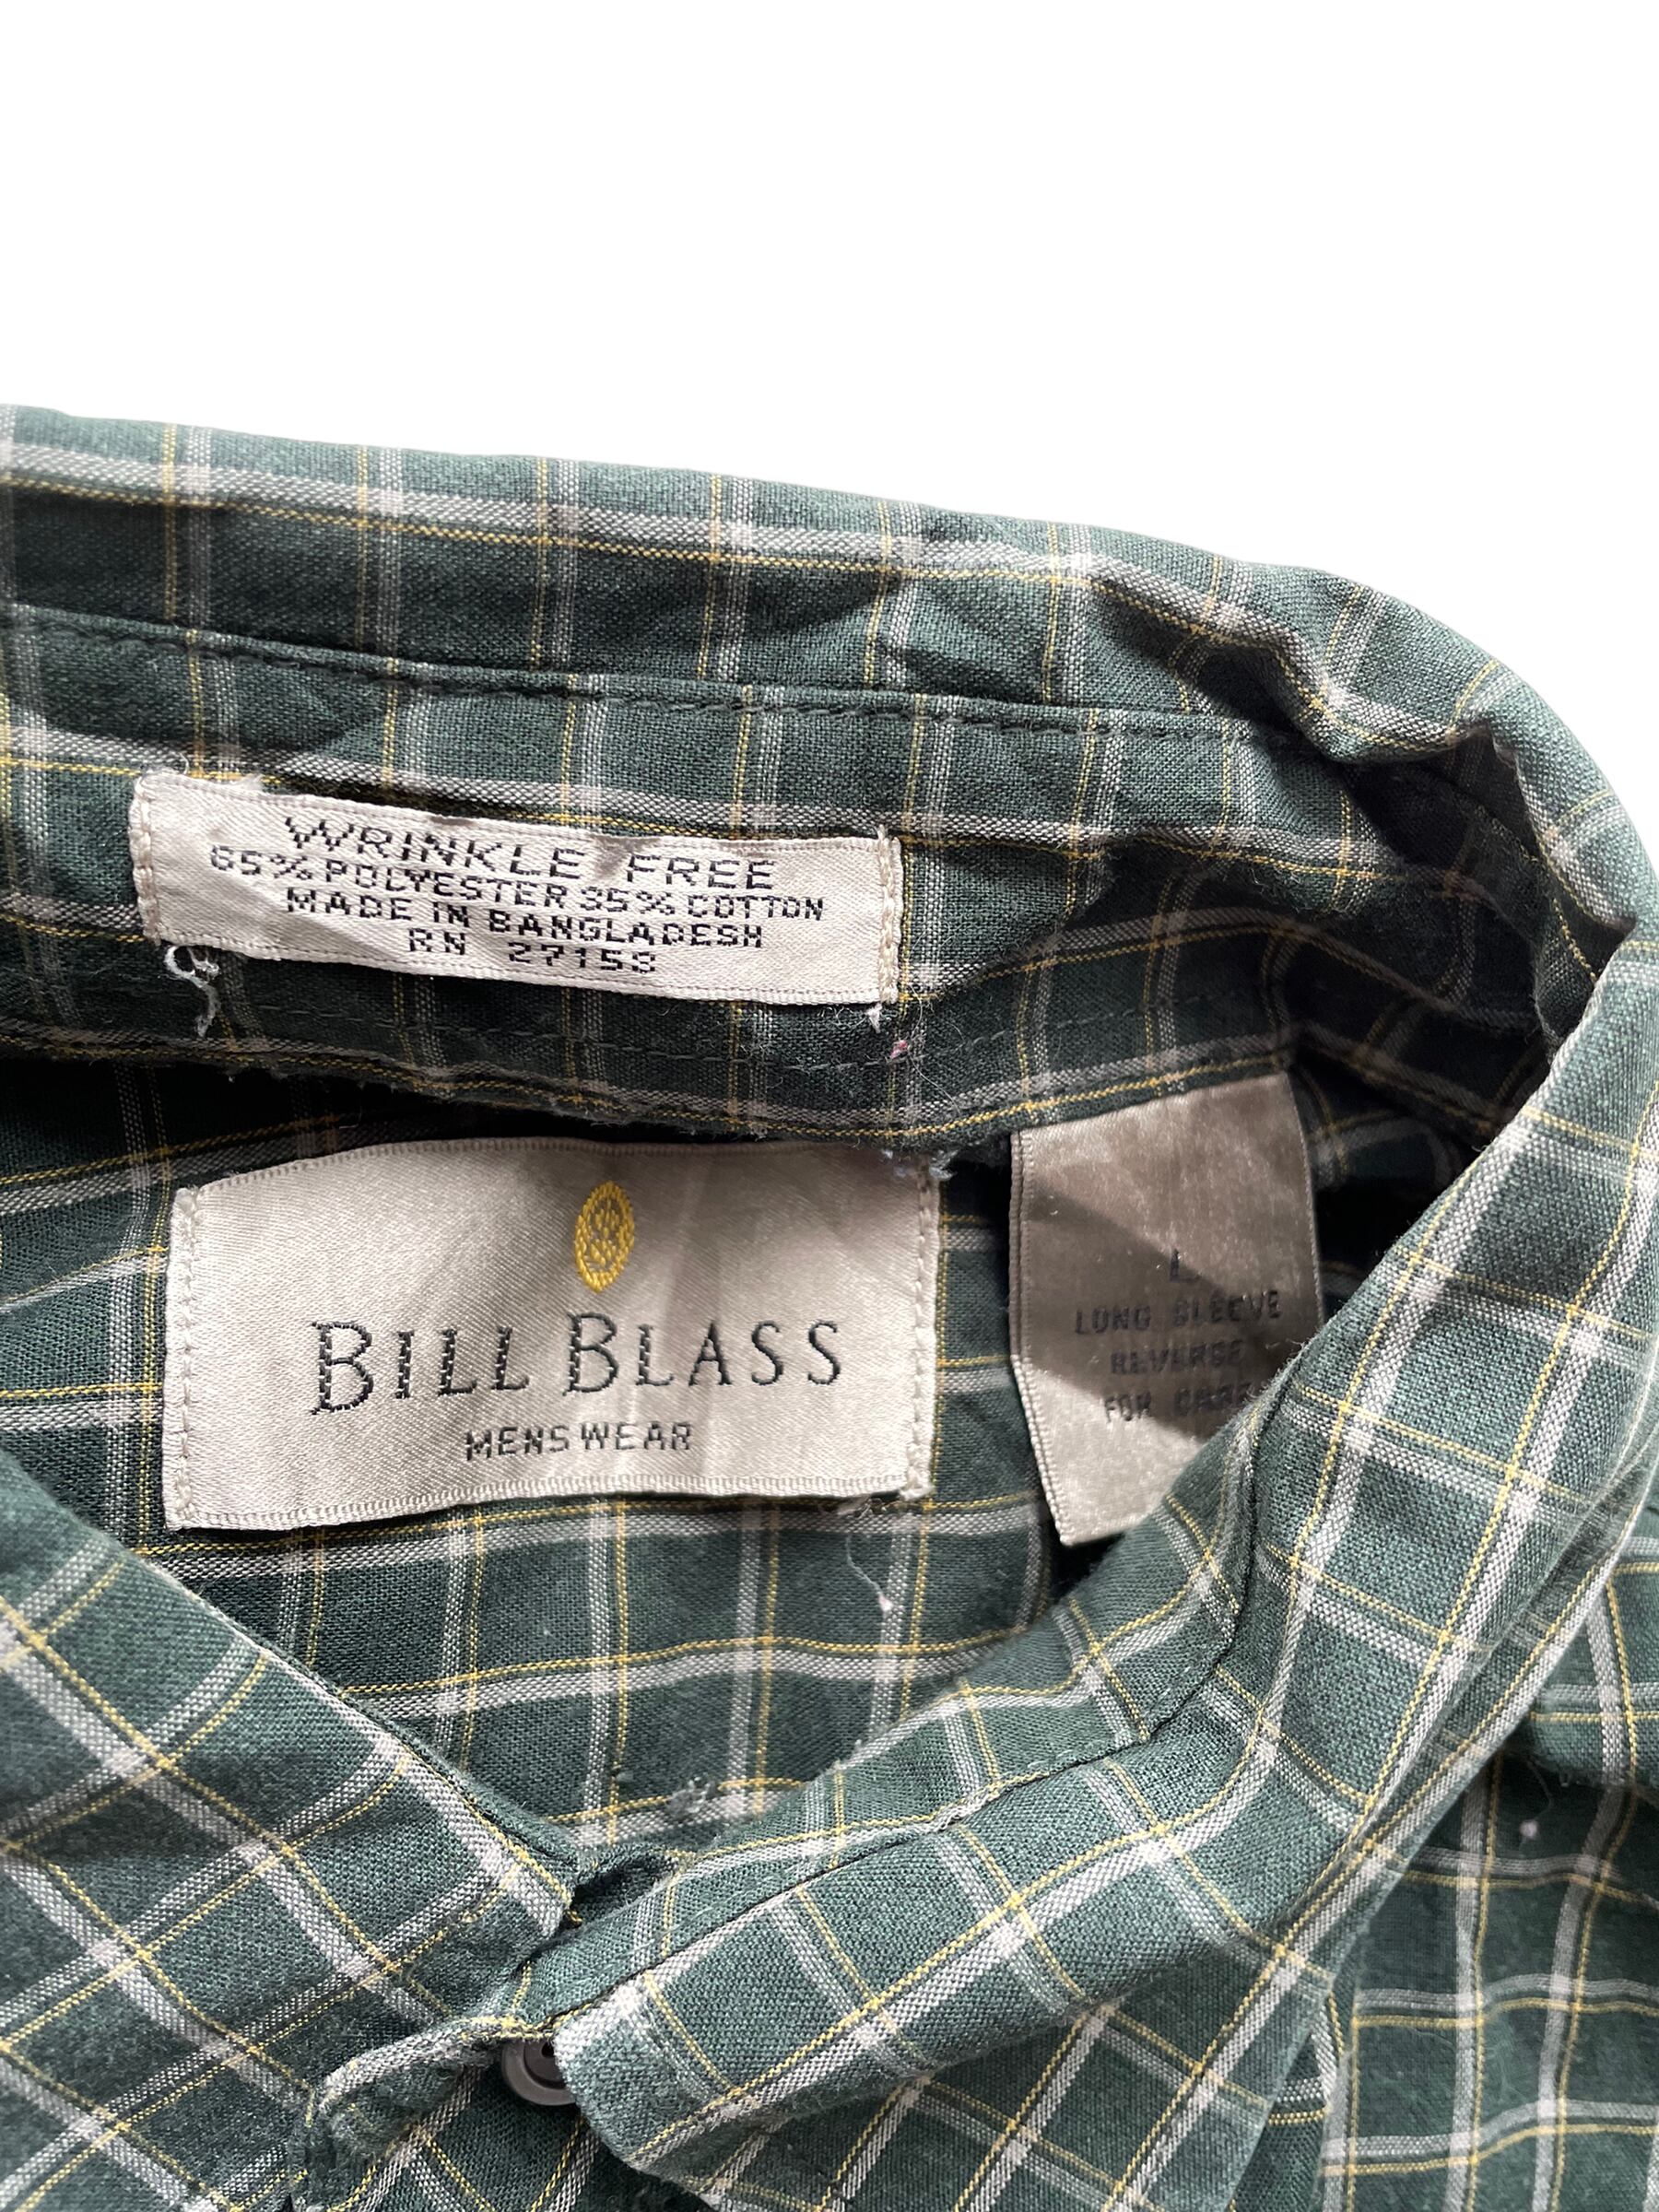 WRINKLE FREE
65% POLYESTER 35% COTTON
MADE IN BANGLADESH
RN 27153
BILL BLASS
MENSWEAR
L
LONG SLEEVE
REVERSE
FOR CARE